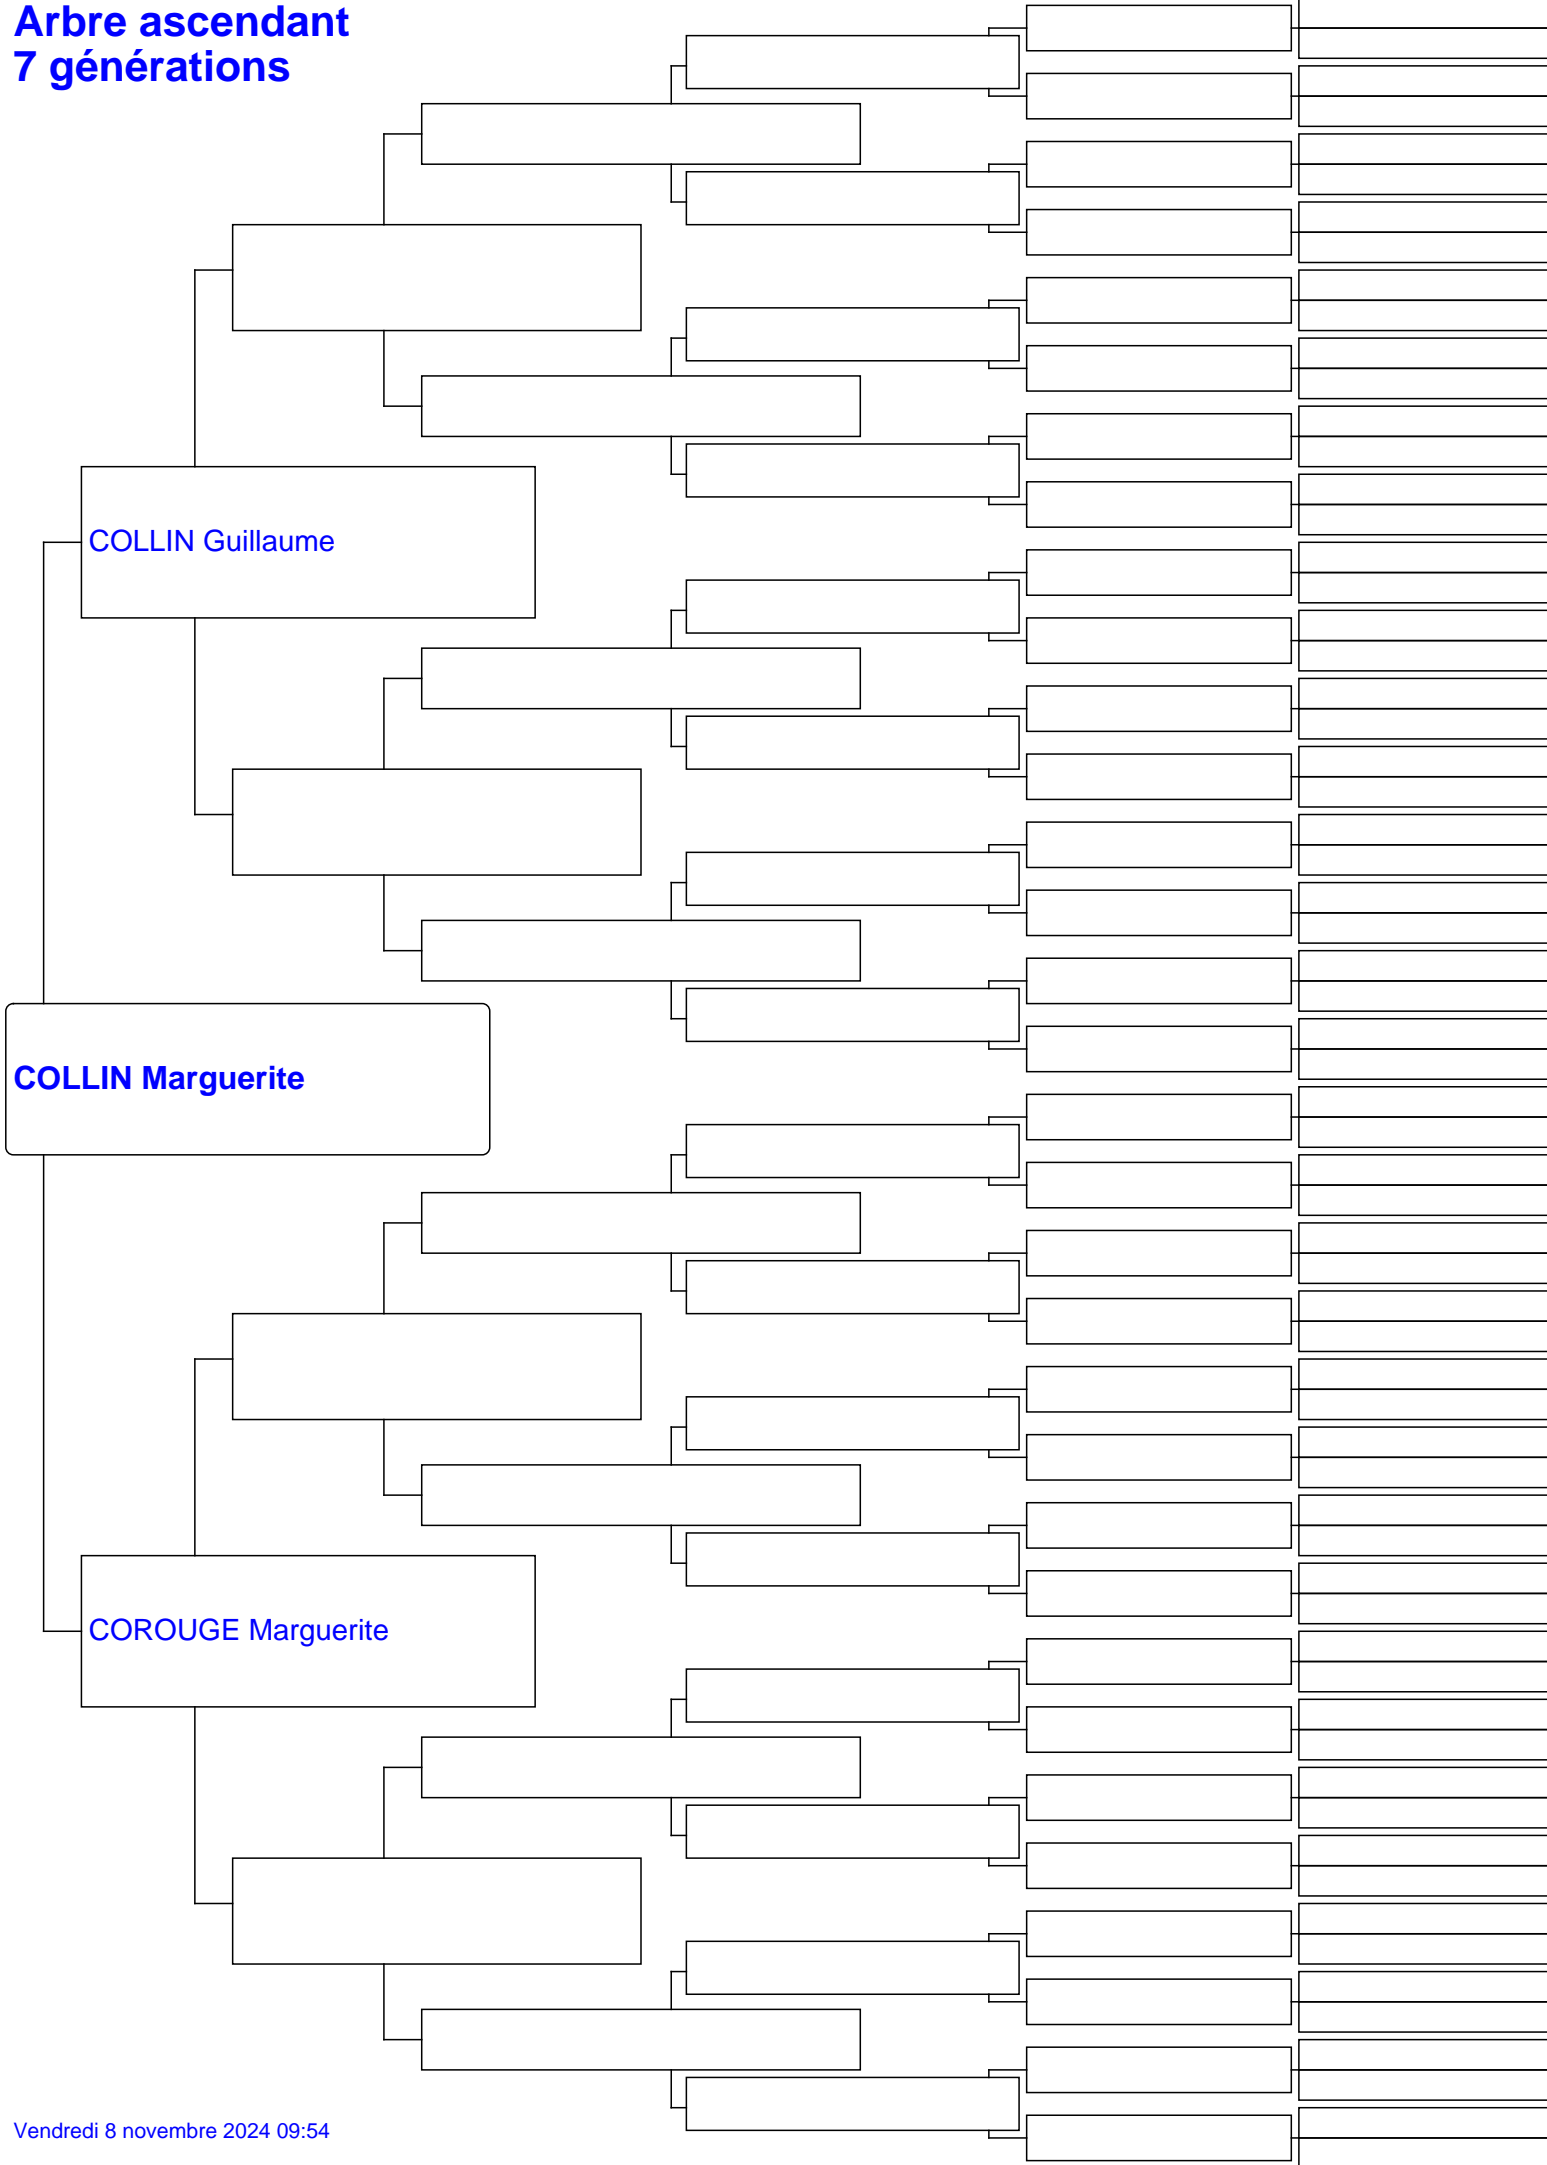 Arbre ascendant
7 générations
COLLIN Guillaume
COLLIN Marguerite
COROUGE Marguerite
Vendredi 8 novembre 2024 09:54